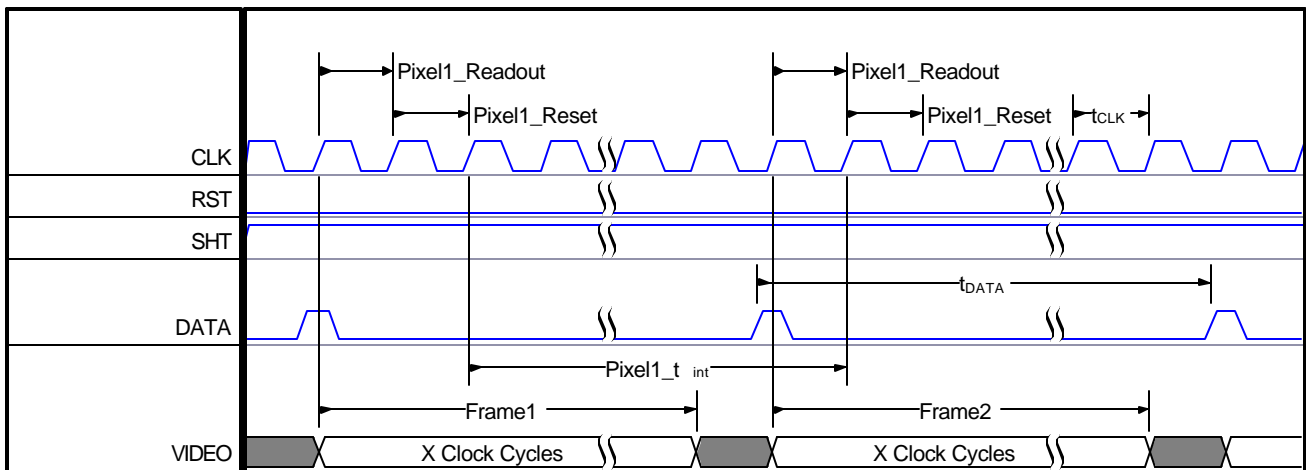 Pixel1_Readout Pixel1_Readout
Pixel1_Reset Pixel1_Reset tCLK
CLK
RST
SHT
tDATA
DATA
Pixel1_t int
Frame1 Frame2
VIDEO X Clock Cycles X Clock Cycles